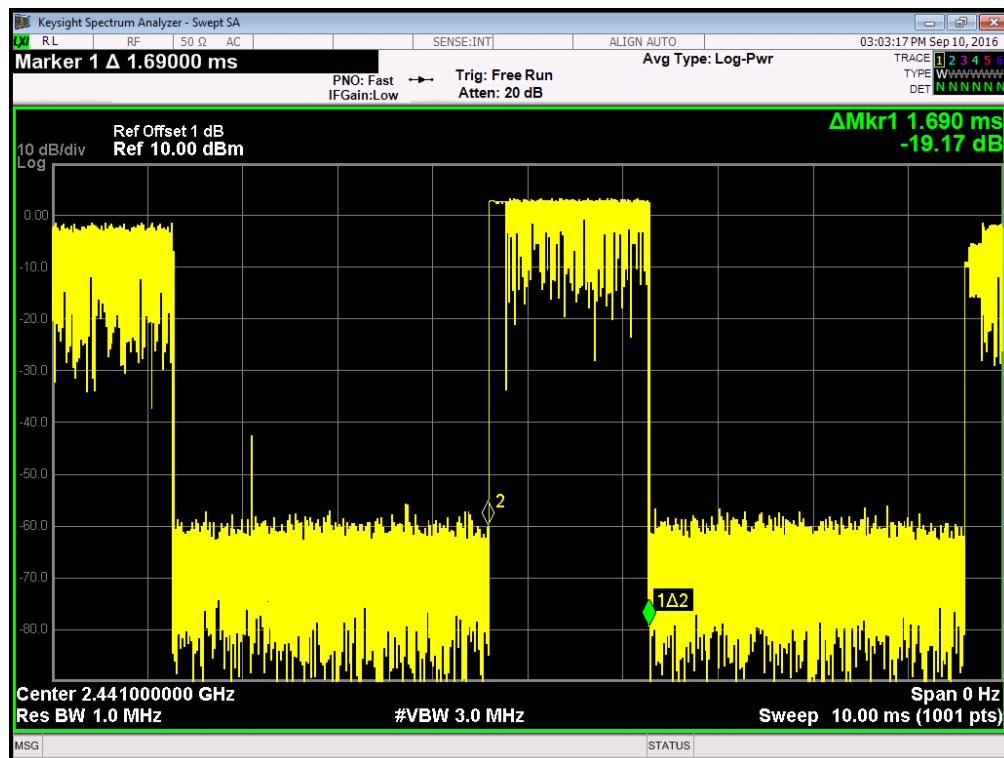 Keysight Spectrum Analyzer - Swept SA
LXI RL RF 50 Ω AC SENSE:INT ALIGN AUTO 03:03:17 PM Sep 10, 2016
Marker 1 Δ 1.69000 ms
PNO: Fast
IFGain:Low
Trig: Free Run
Atten: 20 dB
Avg Type: Log-Pwr
TRACE 1 2 3 4 5 6
TYPE WWWWWW
DET N N N N N N
ΔMkr1 1.690 ms
-19.17 dB
Ref Offset 1 dB
10 dB/div Ref 10.00 dBm
Log
0.00
-10.0
-20.0
-30.0
-40.0
-50.0
-60.0
-70.0
-80.0
2
1Δ2
Center 2.441000000 GHz Span 0 Hz
Res BW 1.0 MHz #VBW 3.0 MHz Sweep 10.00 ms (1001 pts)
MSG STATUS